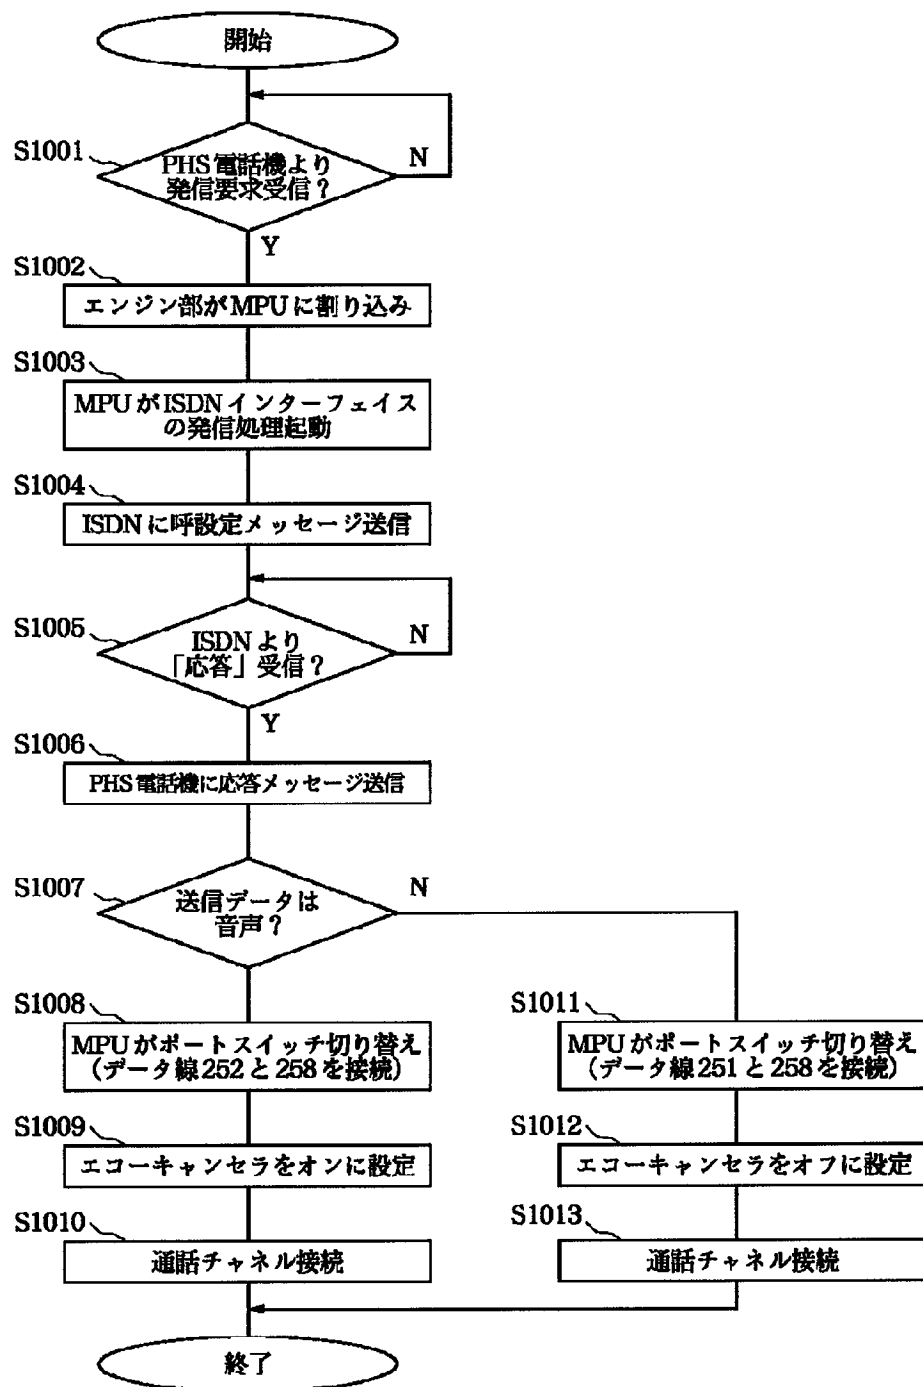 開始
S1001
PHS電話機より
発信要求受信？
N
Y
S1002
エンジン部がMPUに割り込み
S1003
MPUがISDNインターフェイス
の発信処理起動
S1004
ISDNに呼設定メッセージ送信
S1005
ISDNより
「応答」受信？
N
Y
S1006
PHS電話機に応答メッセージ送信
S1007
送信データは
音声？
N
S1008
MPUがポートスイッチ切り替え
（データ線252と258を接続）
S1009
エコーキャンセラをオンに設定
S1010
通話チャネル接続
S1011
MPUがポートスイッチ切り替え
（データ線251と258を接続）
S1012
エコーキャンセラをオフに設定
S1013
通話チャネル接続
終了